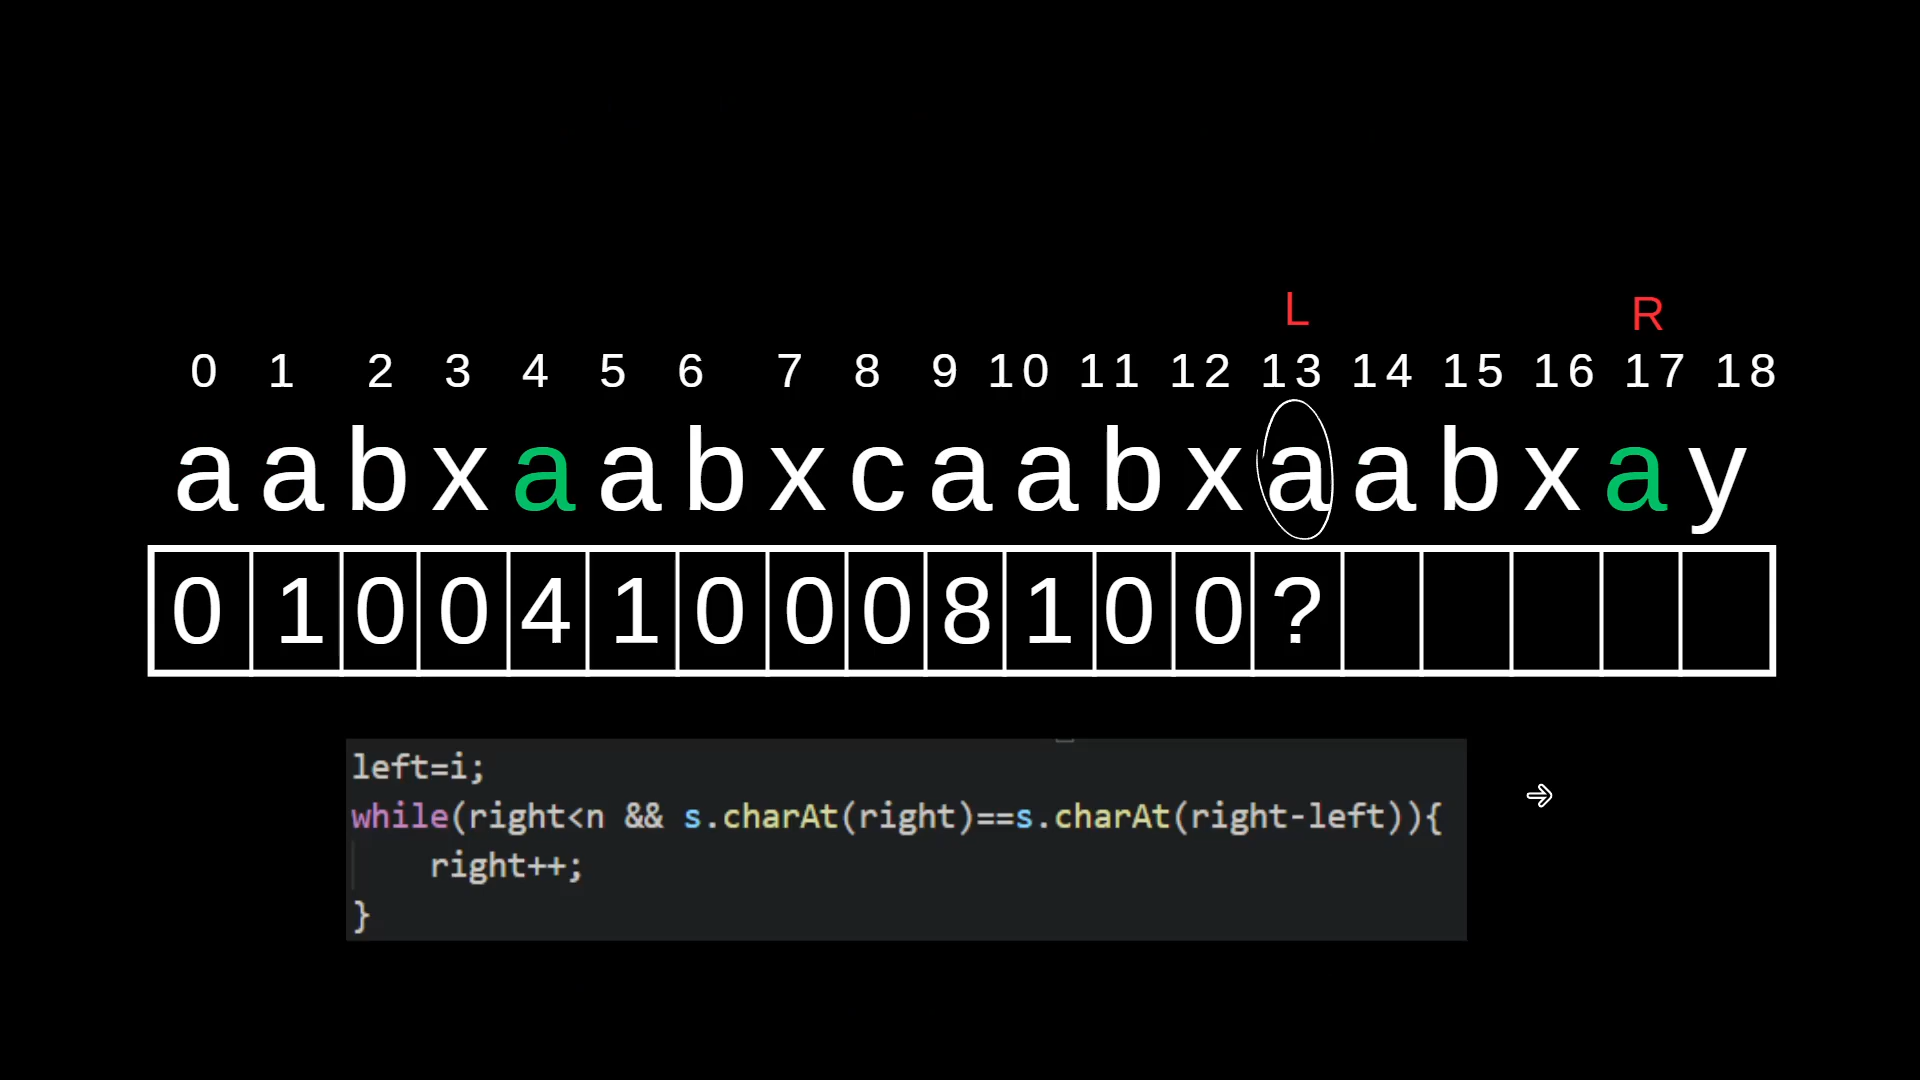 L R
0 1 2 3 4 5 6 7 8 9 10 11 12 13 14 15 16 17 18
a a b x a a b x c a a b x a a b x a y
0 1 0 0 4 1 0 0 0 8 1 0 0 ?
left=i;
while(right<n && s.charAt(right)==s.charAt(right-left)){
right++;
}